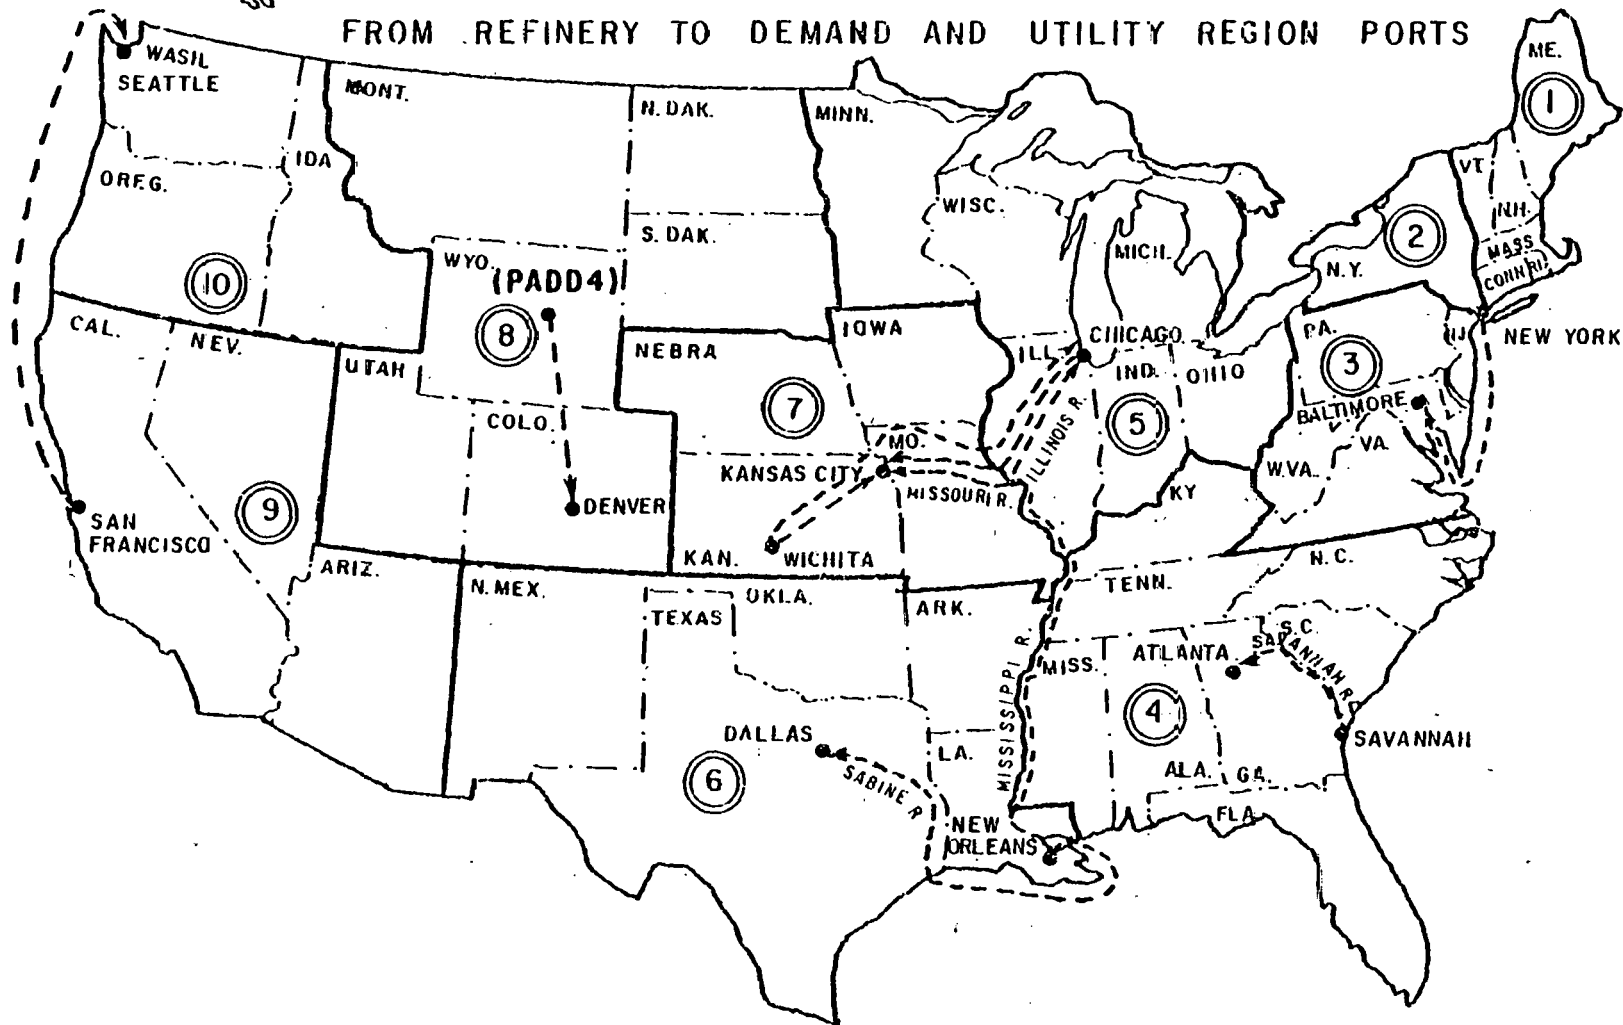 FROM REFINERY TO DEMAND AND UTILITY REGION PORTS
WASH.
SEATTLE
MONT.
N. DAK.
MINN.
ME.
1
IDA
OREG.
VT.
WISC.
N.H.
S. DAK.
2
MASS
MICH.
WYO.
(PADD4)
N.Y.
CONN
R.I.
10
CAL.
NEV.
8
IOWA
CHICAGO
PA.
N.J.
NEW YORK
NEBRA
ILL.
UTAH
IND.
OHIO
3
7
BALTIMORE
COLO.
5
ILLINOIS R.
MO.
VA.
KANSAS CITY
W.VA.
MISSOURI R.
KY
9
DENVER
SAN
FRANCISCO
KAN.
WICHITA
ARIZ.
N.C.
N. MEX.
TENN.
OKLA.
TEXAS
ARK.
S.C.
MISS.
ATLANTA
SAVANNAH R.
MISSISSIPPI R.
4
DALLAS
SAVANNAH
LA.
6
SABINE R
ALA.
GA.
FLA
NEW
ORLEANS